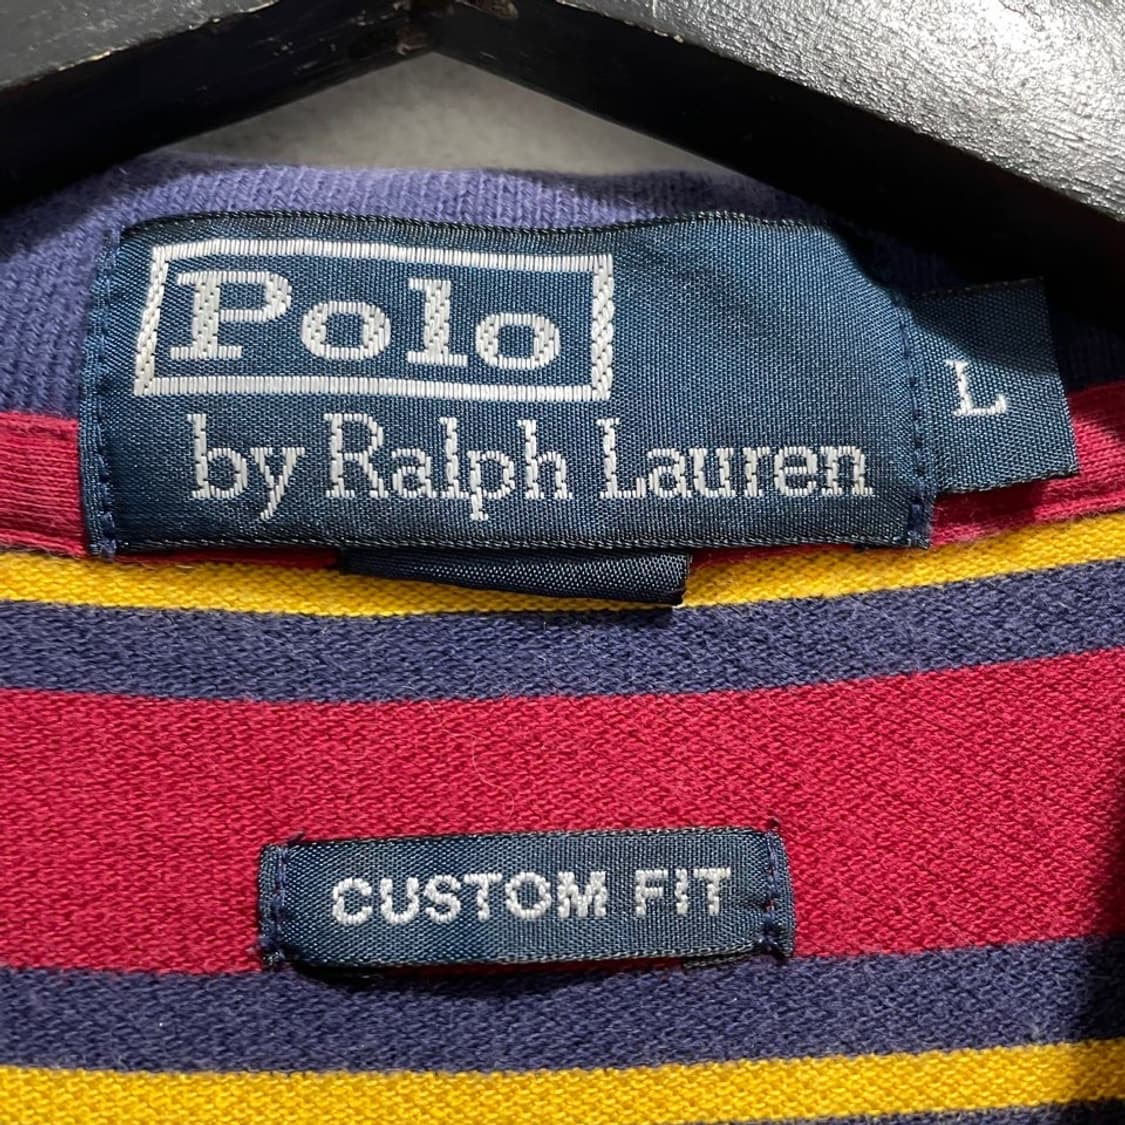 Polo
by Ralph Lauren
L
CUSTOM FIT